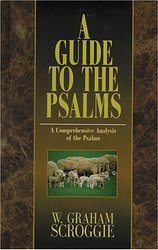 A
GUIDE
TO THE
PSALMS
A Comprehensive Analysis
of the Psalms
W. GRAHAM
SCROGGIE